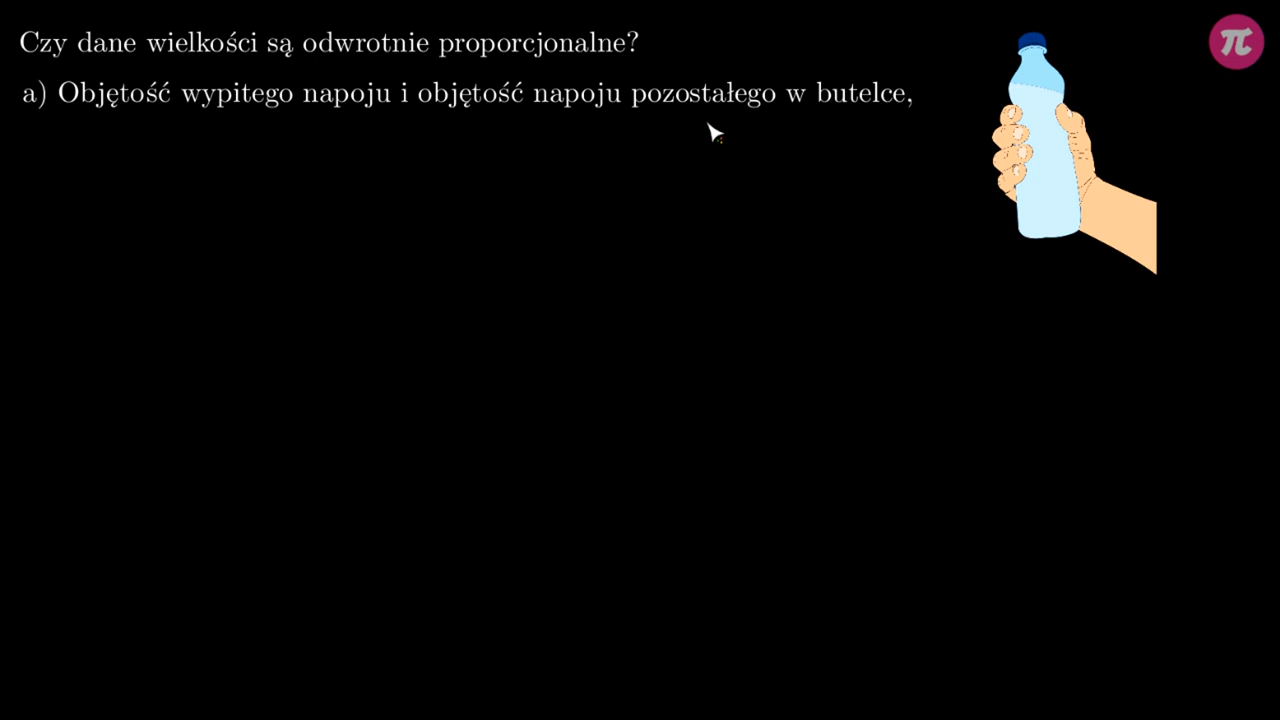 Czy dane wielkości są odwrotnie proporcjonalne?
a) Objętość wypitego napoju i objętość napoju pozostałego w butelce,
π